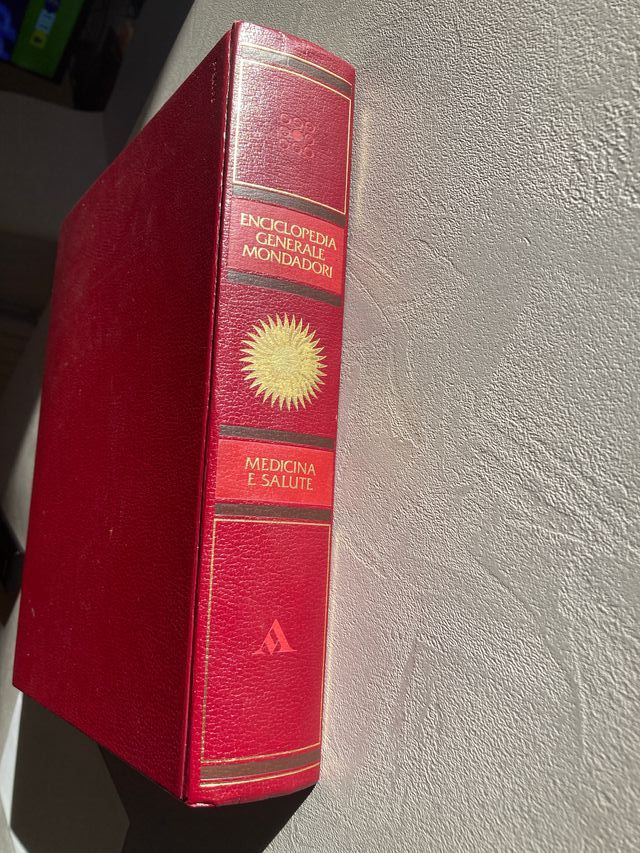 ENCICLOPEDIA
GENERALE
MONDADORI
MEDICINA
E SALUTE